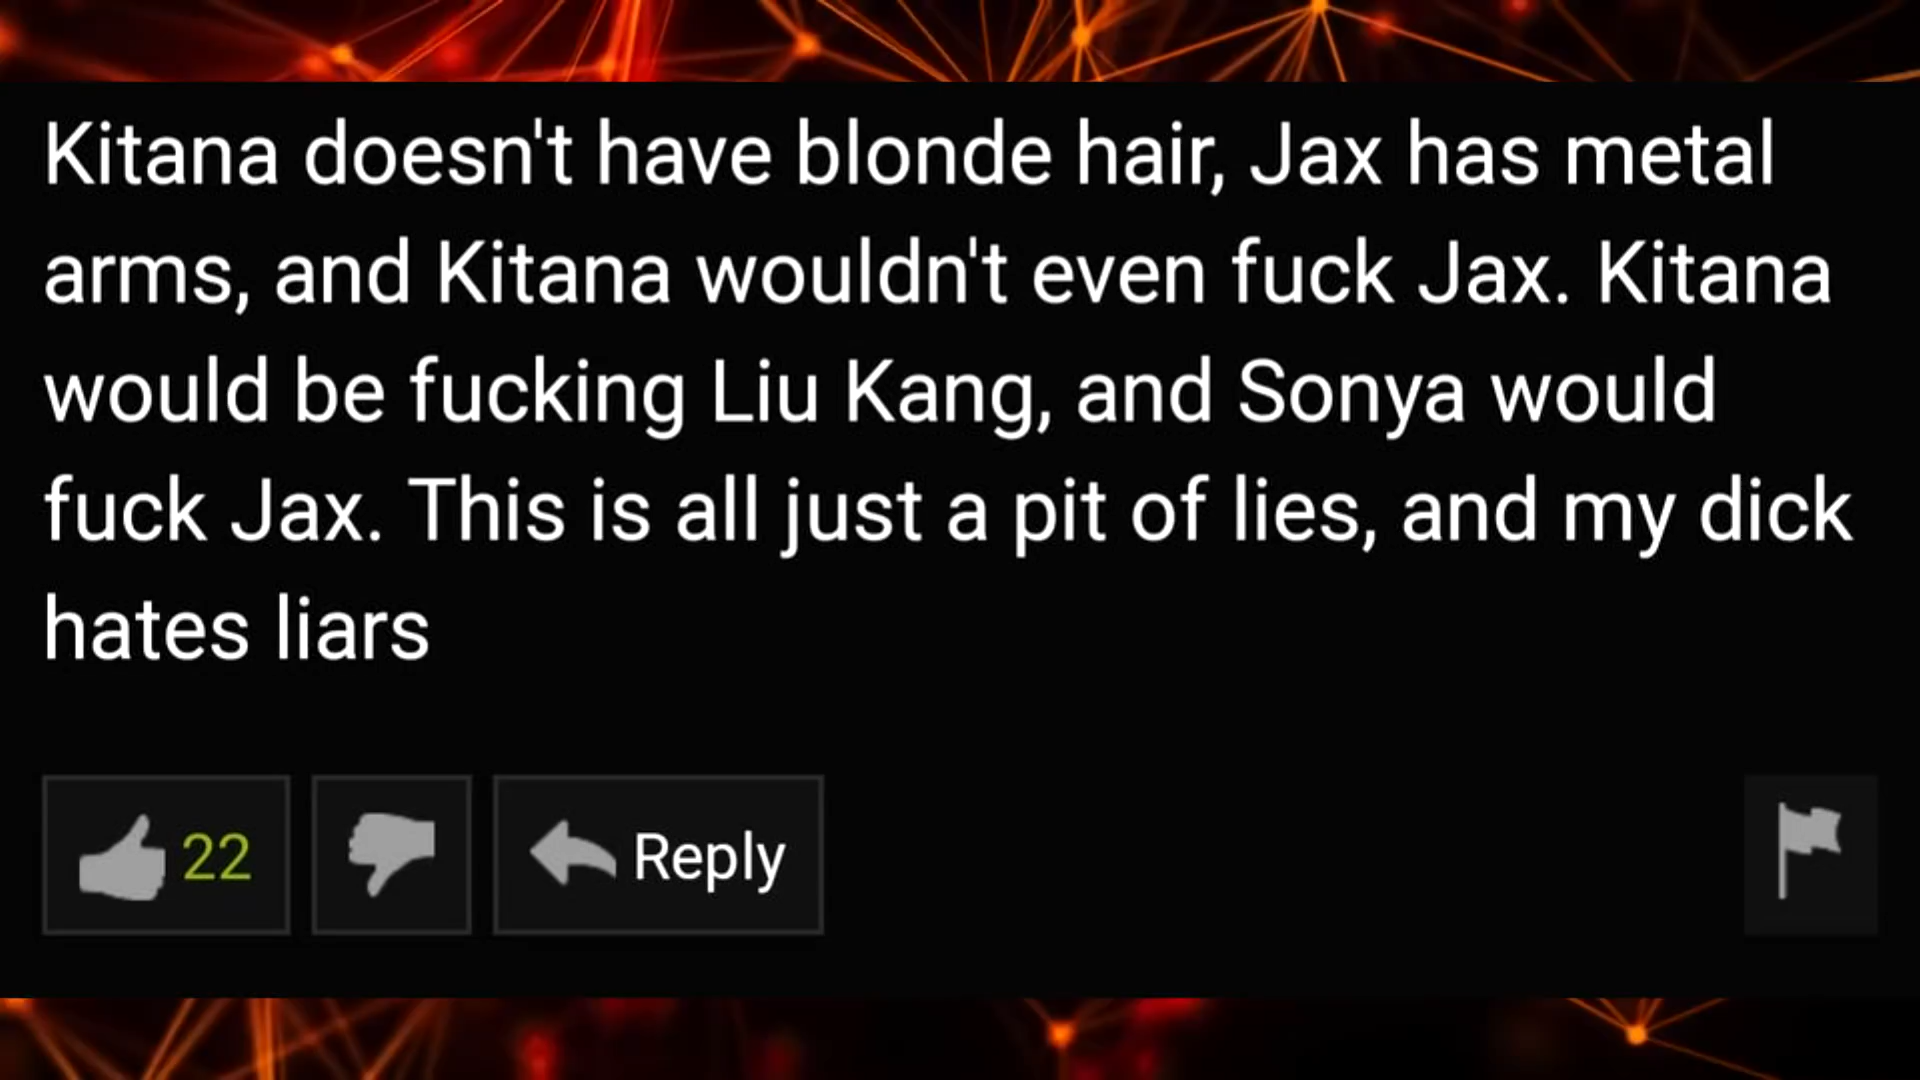 Kitana doesn't have blonde hair, Jax has metal
arms, and Kitana wouldn't even fuck Jax. Kitana
would be fucking Liu Kang, and Sonya would
fuck Jax. This is all just a pit of lies, and my dick
hates liars
22 Reply